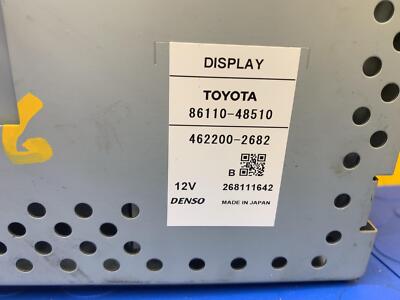 DISPLAY
TOYOTA
86110-48510
462200-2682
B
12V 268111642
DENSO MADE IN JAPAN